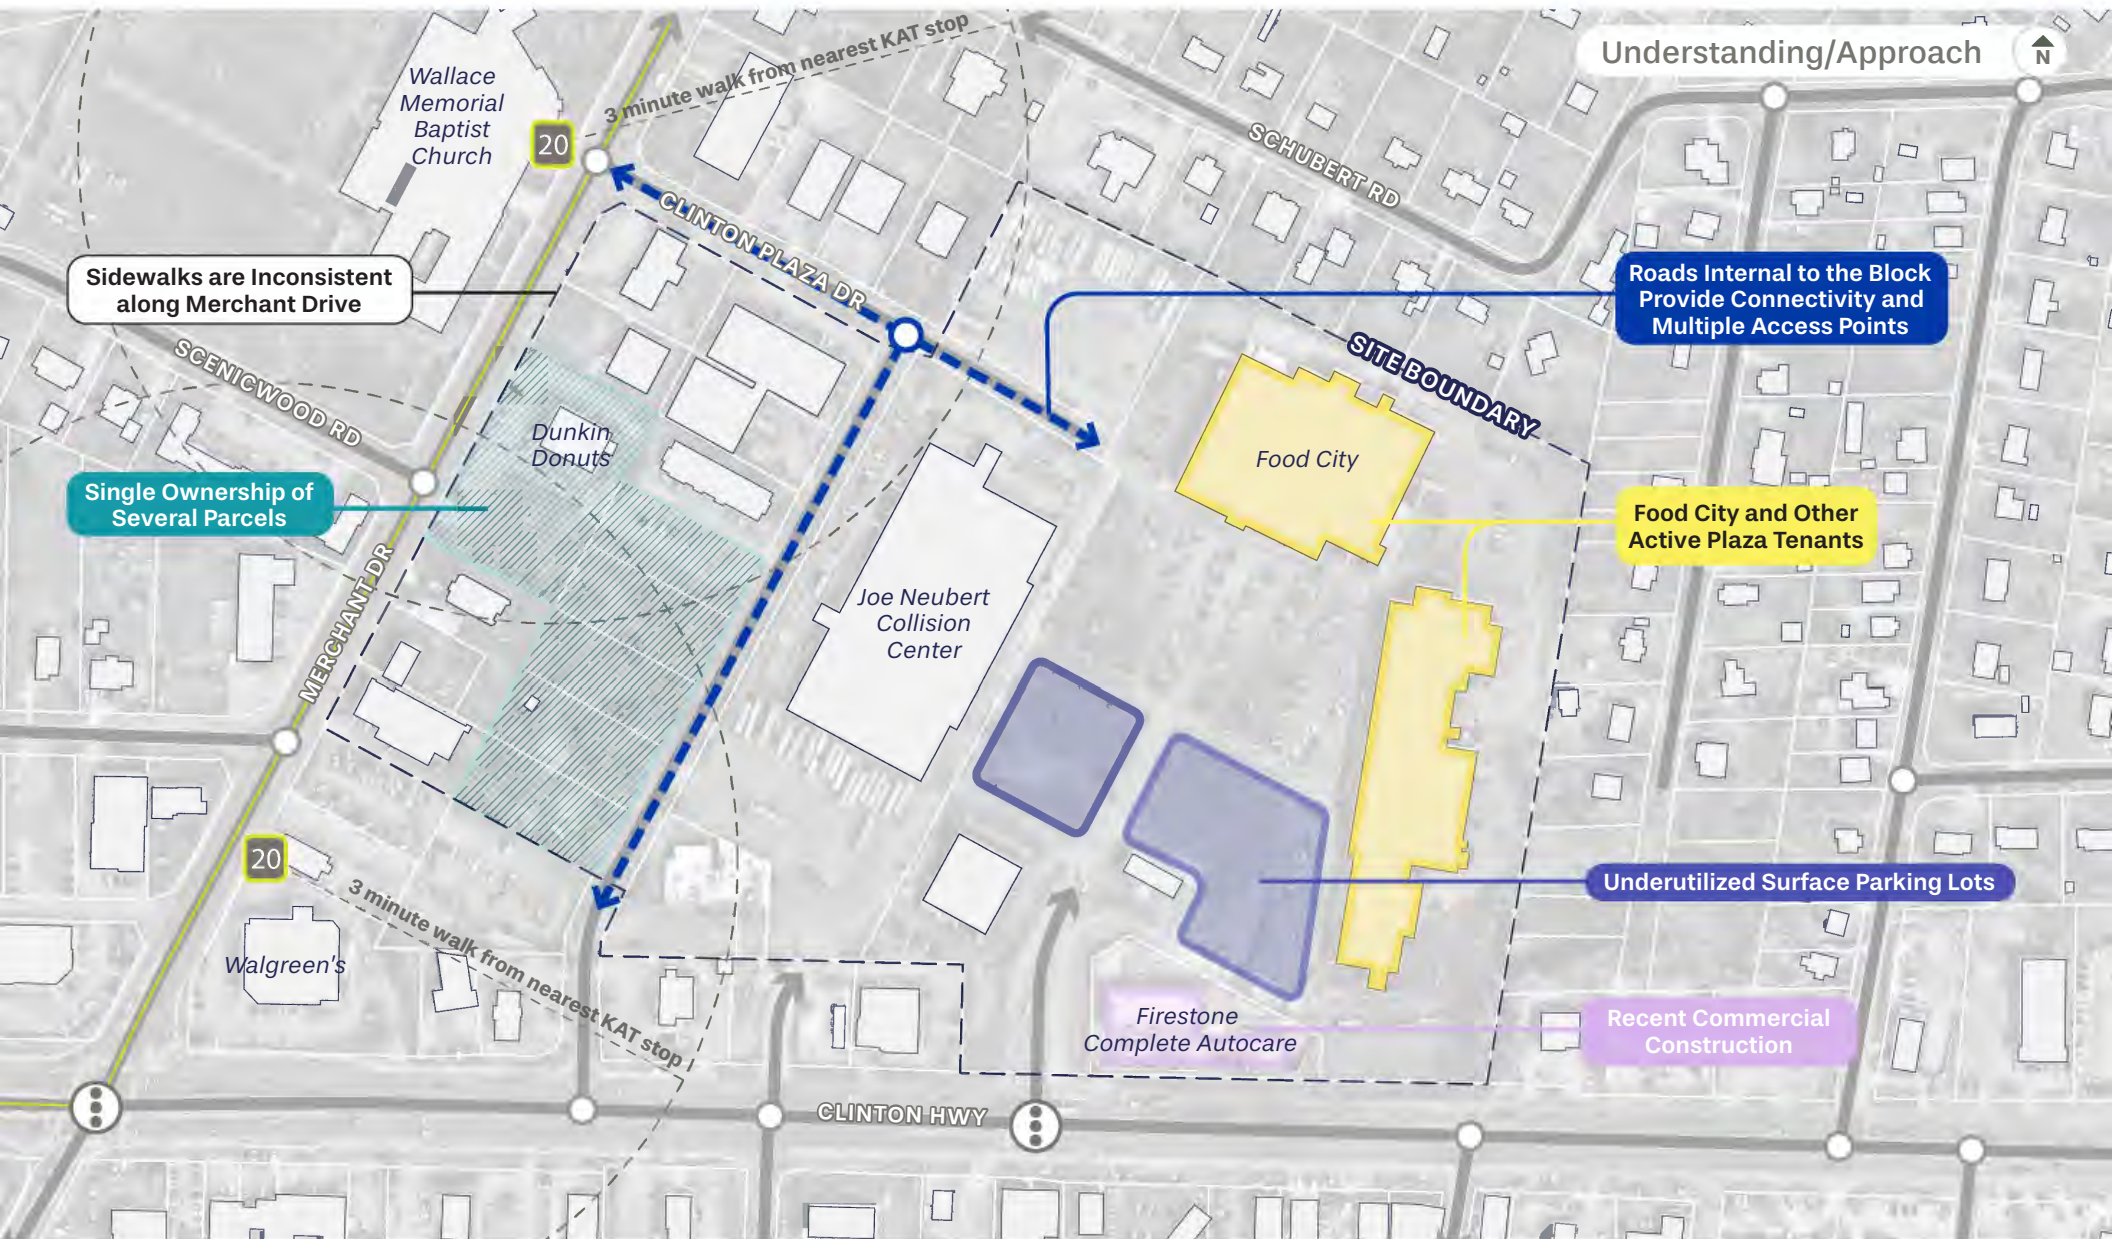 Understanding/Approach
N
3 minute walk from nearest KAT stop
Wallace
Memorial
Baptist
Church
20
SCHUBERT RD
CLINTON PLAZA DR
Sidewalks are Inconsistent
along Merchant Drive
Roads Internal to the Block
Provide Connectivity and
Multiple Access Points
SCENICWOOD RD
SITE BOUNDARY
Dunkin
Donuts
Food City
Single Ownership of
Several Parcels
Food City and Other
Active Plaza Tenants
MERCHANT DR
Joe Neubert
Collision
Center
20
3 minute walk from nearest KAT stop
Underutilized Surface Parking Lots
Walgreen's
Firestone
Complete Autocare
Recent Commercial
Construction
CLINTON HWY